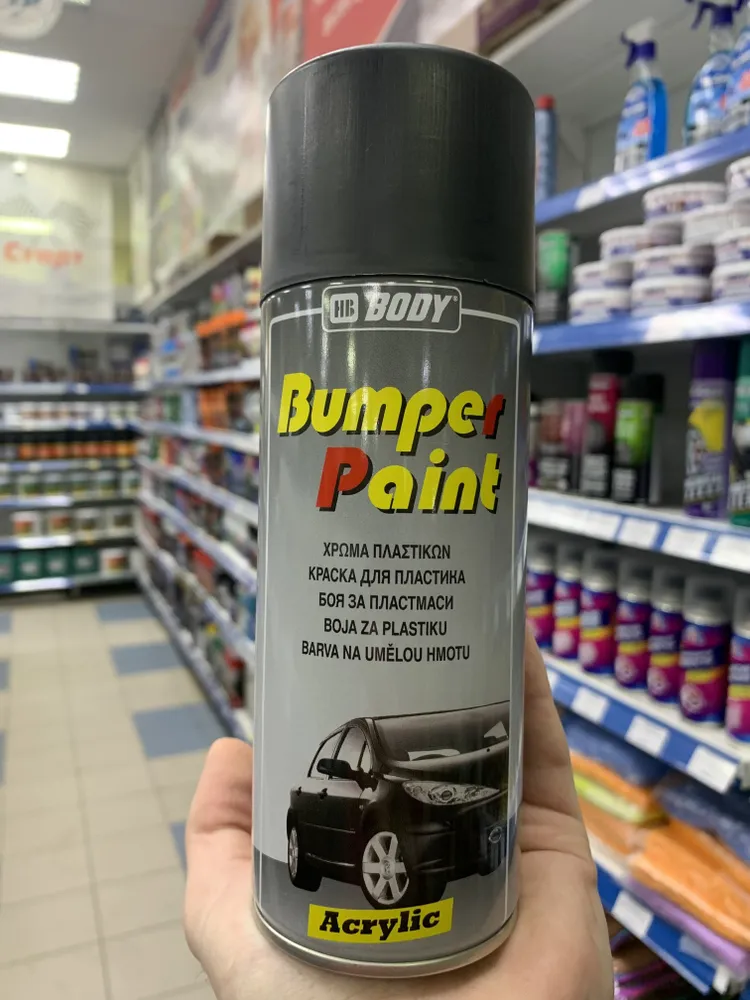 Старт
HB BODY®
Bumper
Paint
ΧΡΩΜΑ ΠΛΑΣΤΙΚΩΝ
КРАСКА ДЛЯ ПЛАСТИКА
БОЯ ЗА ПЛАСТМАСИ
BOJA ZA PLASTIKU
BARVA NA UMĚLOU HMOTU
Acrylic